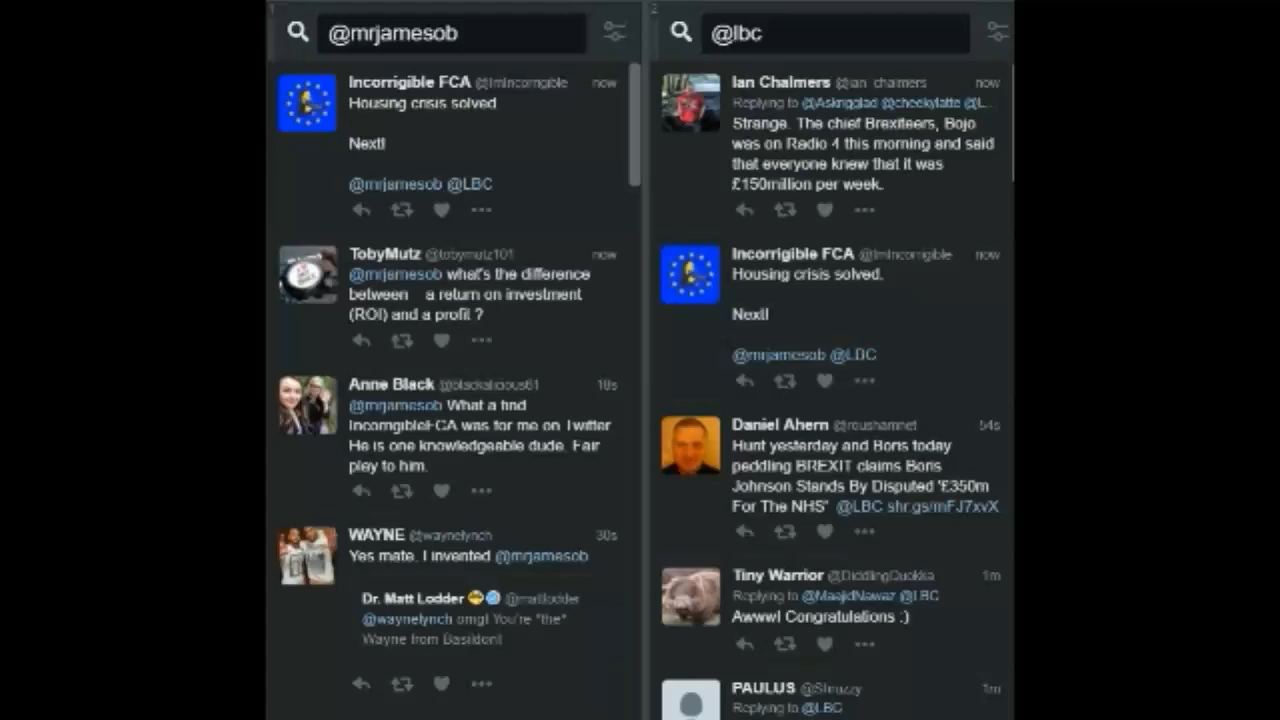 1
@mrjamesob
Incorrigible FCA @ImIncorrigible now
Housing crisis solved
Next!
@mrjamesob @LBC
TobyMutz @tobymutz101 now
@mrjamesob what's the difference
between a return on investment
(ROI) and a profit ?
Anne Black @blackalicious61 18s
@mrjamesob What a find
IncorrigibleFCA was for me on Twitter
He is one knowledgeable dude. Fair
play to him.
WAYNE @waynelynch 30s
Yes mate. I invented @mrjamesob
Dr. Matt Lodder @mattlodder
@waynelynch omg! You're *the*
Wayne from Basildon!
2
@lbc
Ian Chalmers @ian_chalmers now
Replying to @Askrigglad @cheekylatte @L...
Strange. The chief Brexiteers, Bojo
was on Radio 4 this morning and said
that everyone knew that it was
£150million per week.
Incorrigible FCA @ImIncorrigible now
Housing crisis solved.
Next!
@mrjamesob @LBC
Daniel Ahern @roushamnet 54s
Hunt yesterday and Boris today
peddling BREXIT claims Boris
Johnson Stands By Disputed '£350m
For The NHS' @LBC shr.gs/mFJ7xvX
Tiny Warrior @DiddlingQuokka 1m
Replying to @MaajidNawaz @LBC
Awww! Congratulations :)
PAULUS 1m
Replying to @LBC